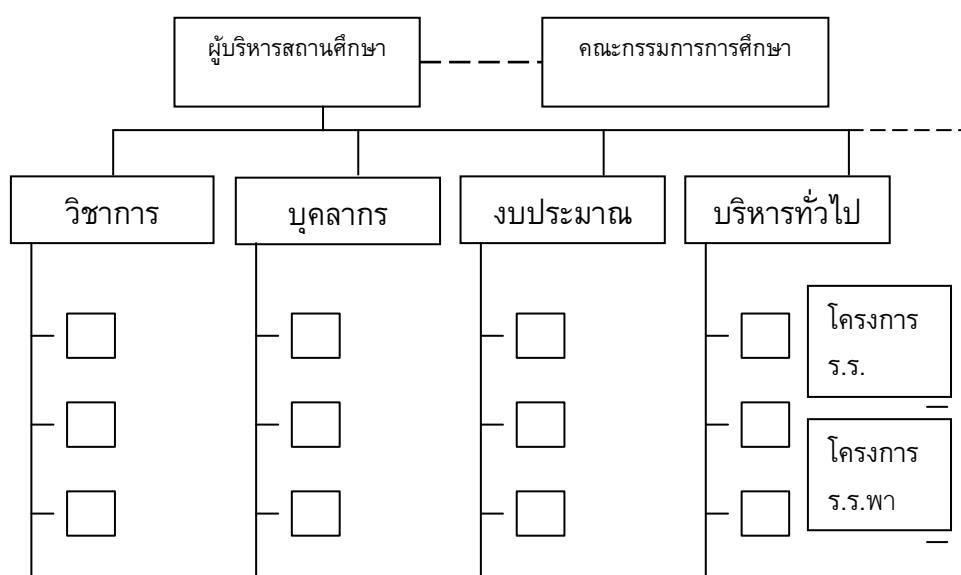 ผู้บริหารสถานศึกษา
คณะกรรมการการศึกษา
วิชาการ
บุคลากร
งบประมาณ
บริหารทั่วไป
โครงการ
ร.ร.
โครงการ
ร.ร.พา